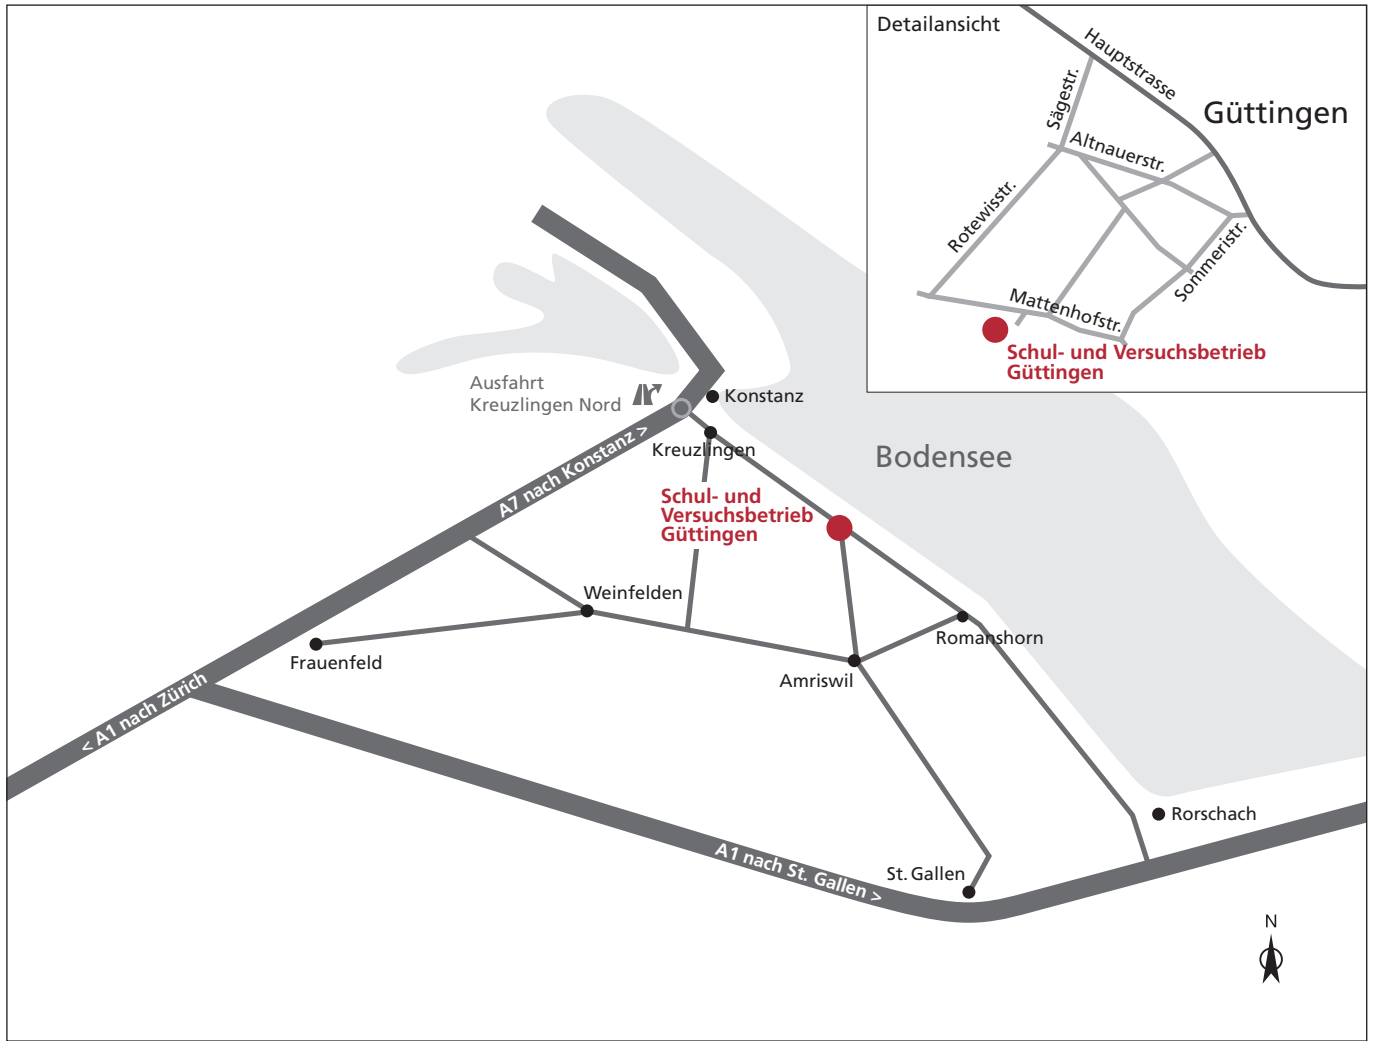 Detailansicht
Hauptstrasse
Güttingen
Sägestr.
Altnauerstr.
Rotewisstr.
Sommeristr.
Mattenhofstr.
Schul- und Versuchsbetrieb
Güttingen
Ausfahrt
Kreuzlingen Nord
Konstanz
Kreuzlingen
Bodensee
A7 nach Konstanz >
Schul- und
Versuchsbetrieb
Güttingen
Weinfelden
Romanshorn
Frauenfeld
Amriswil
< A1 nach Zürich
Rorschach
A1 nach St. Gallen >
St. Gallen
N